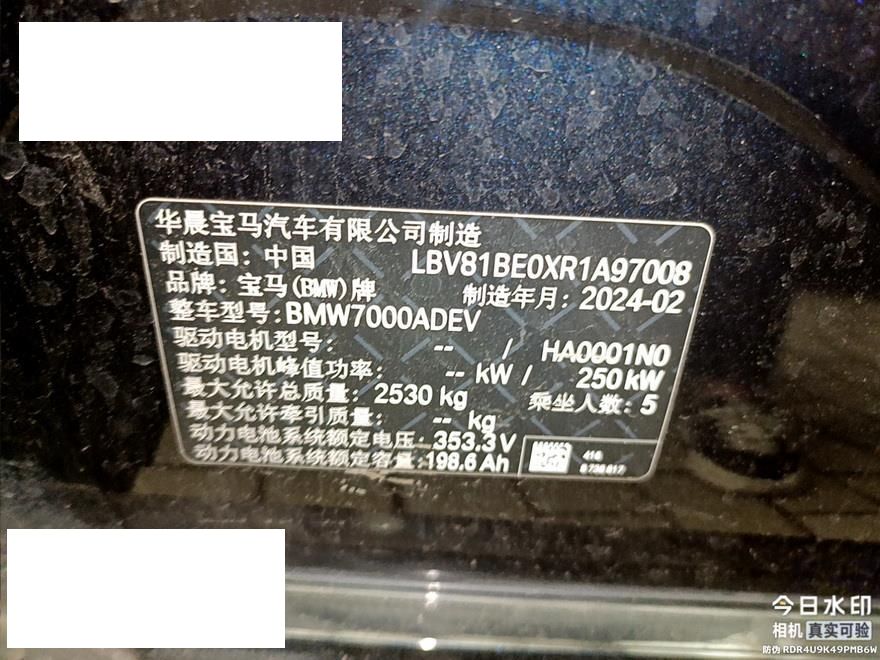 华晨宝马汽车有限公司制造
制造国：中国 LBV81BE0XR1A97008
品牌：宝马(BMW)牌 制造年月：2024-02
整车型号：BMW7000ADEV
驱动电机型号： -- / HA0001N0
驱动电机峰值功率： -- kW / 250kW
最大允许总质量：2530 kg 乘坐人数：5
最大允许牵引质量： -- kg
动力电池系统额定电压：353.3V
动力电池系统额定容量：198.6Ah
416
今日水印
相机 真实可验
防伪 RDR4U9K49PMB6W